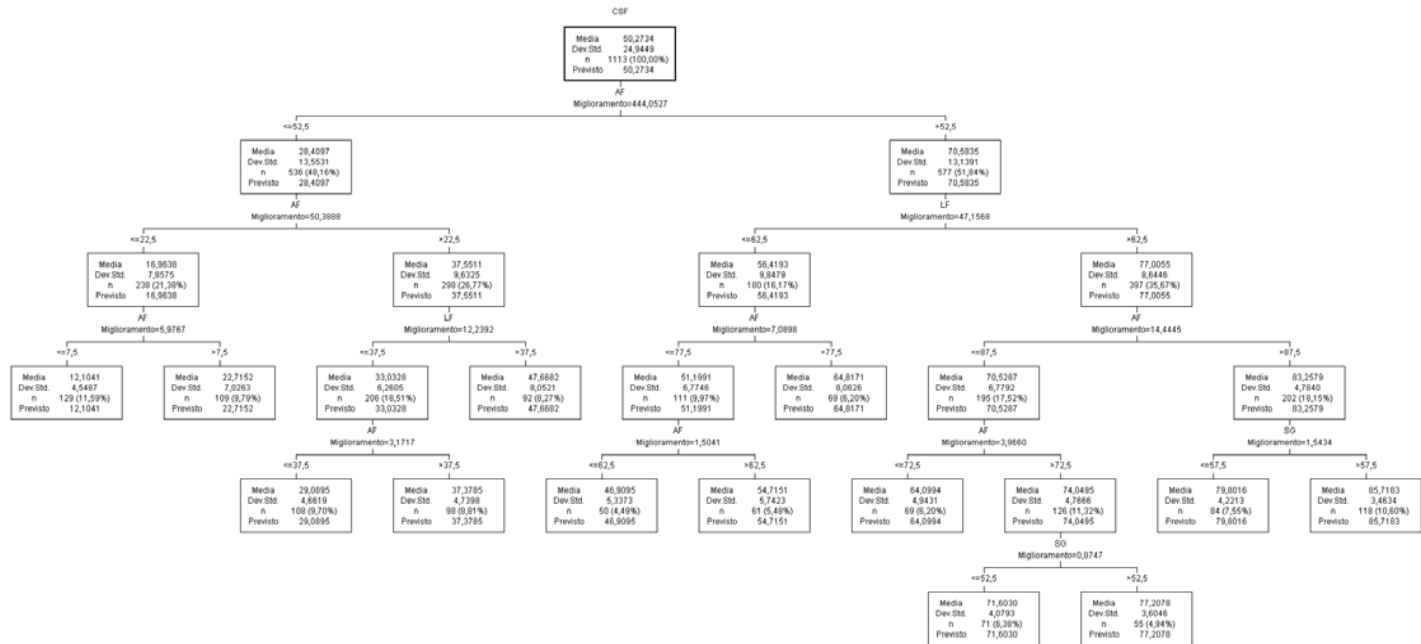 CSF
Media 50,2734
Dev.Std. 24,9449
n 1113 (100,00%)
Previsto 50,2734
AF
Miglioramento=444,0527
<=52,5
>52,5
Media 28,4097
Dev.Std. 13,5531
n 536 (48,16%)
Previsto 28,4097
AF
Miglioramento=50,3888
Media 70,5835
Dev.Std. 13,1391
n 577 (51,84%)
Previsto 70,5835
LF
Miglioramento=47,1568
<=22,5
>22,5
<=62,5
>62,5
Media 16,9638
Dev.Std. 7,8575
n 238 (21,38%)
Previsto 16,9638
AF
Miglioramento=5,9767
Media 37,5511
Dev.Std. 9,6325
n 298 (26,77%)
Previsto 37,5511
LF
Miglioramento=12,2392
Media 56,4193
Dev.Std. 9,8479
n 180 (16,17%)
Previsto 56,4193
AF
Miglioramento=7,0898
Media 77,0055
Dev.Std. 8,6446
n 397 (35,67%)
Previsto 77,0055
AF
Miglioramento=14,4445
<=7,5
>7,5
<=37,5
>37,5
<=77,5
>77,5
<=87,5
>87,5
Media 12,1041
Dev.Std. 4,5487
n 129 (11,59%)
Previsto 12,1041
Media 22,7152
Dev.Std. 7,0263
n 109 (9,79%)
Previsto 22,7152
Media 33,0328
Dev.Std. 6,2605
n 206 (18,51%)
Previsto 33,0328
AF
Miglioramento=3,1717
Media 47,6682
Dev.Std. 8,0521
n 92 (8,27%)
Previsto 47,6682
Media 51,1991
Dev.Std. 6,7746
n 111 (9,97%)
Previsto 51,1991
AF
Miglioramento=1,5041
Media 64,8171
Dev.Std. 8,0626
n 69 (6,20%)
Previsto 64,8171
Media 70,5287
Dev.Std. 6,7792
n 195 (17,52%)
Previsto 70,5287
AF
Miglioramento=3,9660
Media 83,2579
Dev.Std. 4,7840
n 202 (18,15%)
Previsto 83,2579
SG
Miglioramento=1,5434
<=37,5
>37,5
<=62,5
>62,5
<=72,5
>72,5
<=57,5
>57,5
Media 29,0895
Dev.Std. 4,6619
n 108 (9,70%)
Previsto 29,0895
Media 37,3785
Dev.Std. 4,7398
n 98 (8,81%)
Previsto 37,3785
Media 46,9095
Dev.Std. 5,3373
n 50 (4,49%)
Previsto 46,9095
Media 54,7151
Dev.Std. 5,7423
n 61 (5,48%)
Previsto 54,7151
Media 64,0994
Dev.Std. 4,9431
n 69 (6,20%)
Previsto 64,0994
Media 74,0495
Dev.Std. 4,7666
n 126 (11,32%)
Previsto 74,0495
SG
Miglioramento=0,8747
Media 79,8016
Dev.Std. 4,2213
n 84 (7,55%)
Previsto 79,8016
Media 85,7183
Dev.Std. 3,4634
n 118 (10,60%)
Previsto 85,7183
<=52,5
>52,5
Media 71,6030
Dev.Std. 4,0793
n 71 (6,38%)
Previsto 71,6030
Media 77,2078
Dev.Std. 3,6046
n 55 (4,94%)
Previsto 77,2078